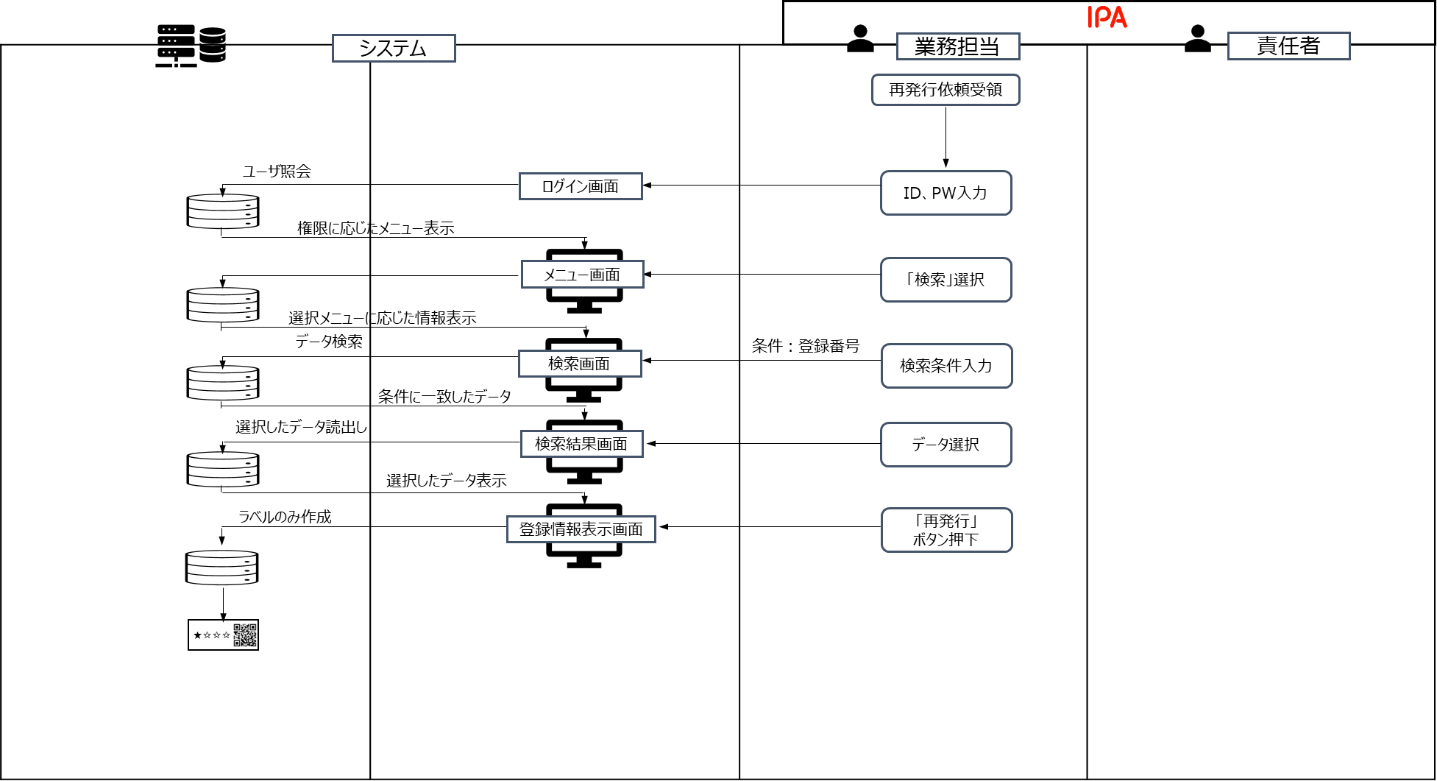 IPA
システム
業務担当
責任者
再発行依頼受領
ユーザ照会
ログイン画面
ID、PW入力
権限に応じたメニュー表示
メニュー画面
「検索」選択
選択メニューに応じた情報表示
データ検索
検索画面
条件：登録番号
検索条件入力
条件に一致したデータ
選択したデータ読出し
検索結果画面
データ選択
選択したデータ表示
ラベルのみ作成
登録情報表示画面
「再発行」
ボタン押下
★☆☆☆